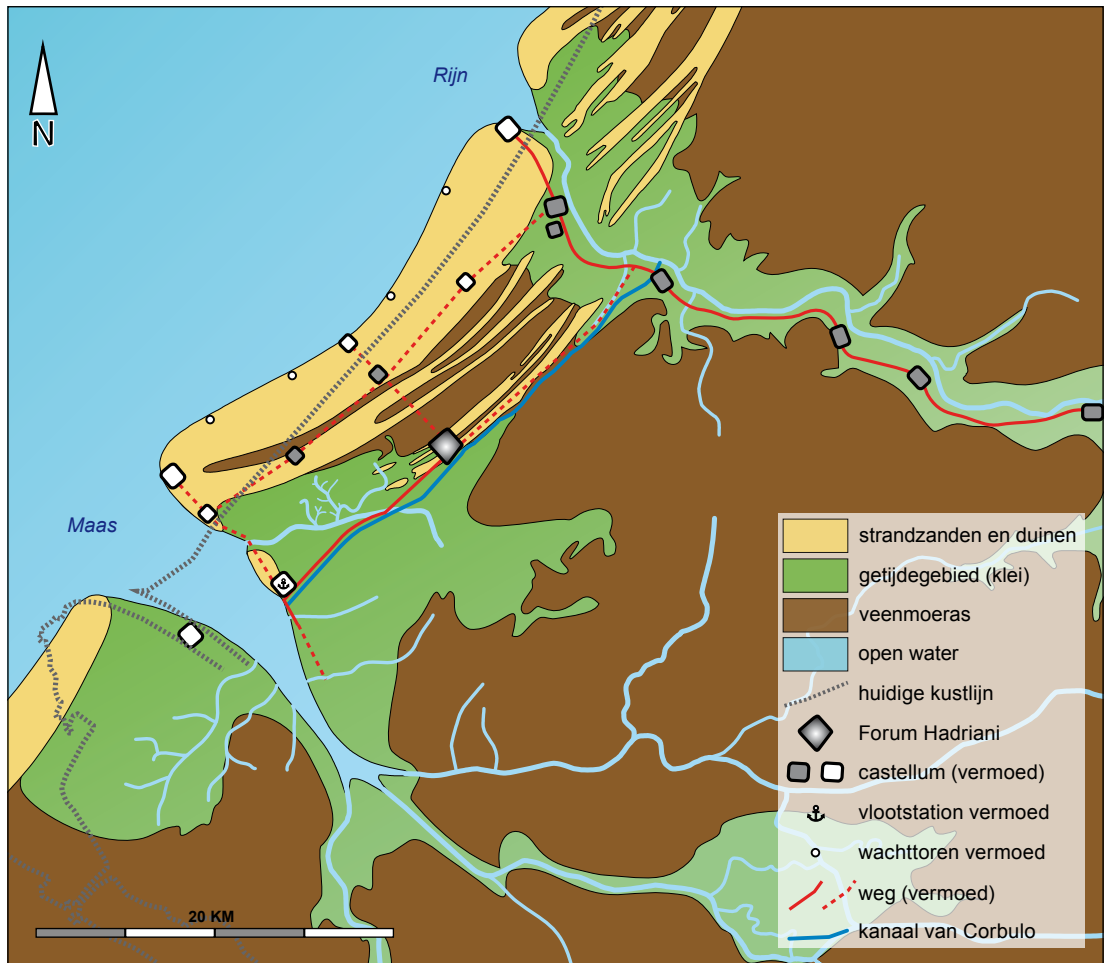 Rijn
N
Maas
strandzanden en duinen
getijdegebied (klei)
veenmoeras
open water
huidige kustlijn
Forum Hadriani
castellum (vermoed)
vlootstation vermoed
wachttoren vermoed
weg (vermoed)
kanaal van Corbulo
20 KM